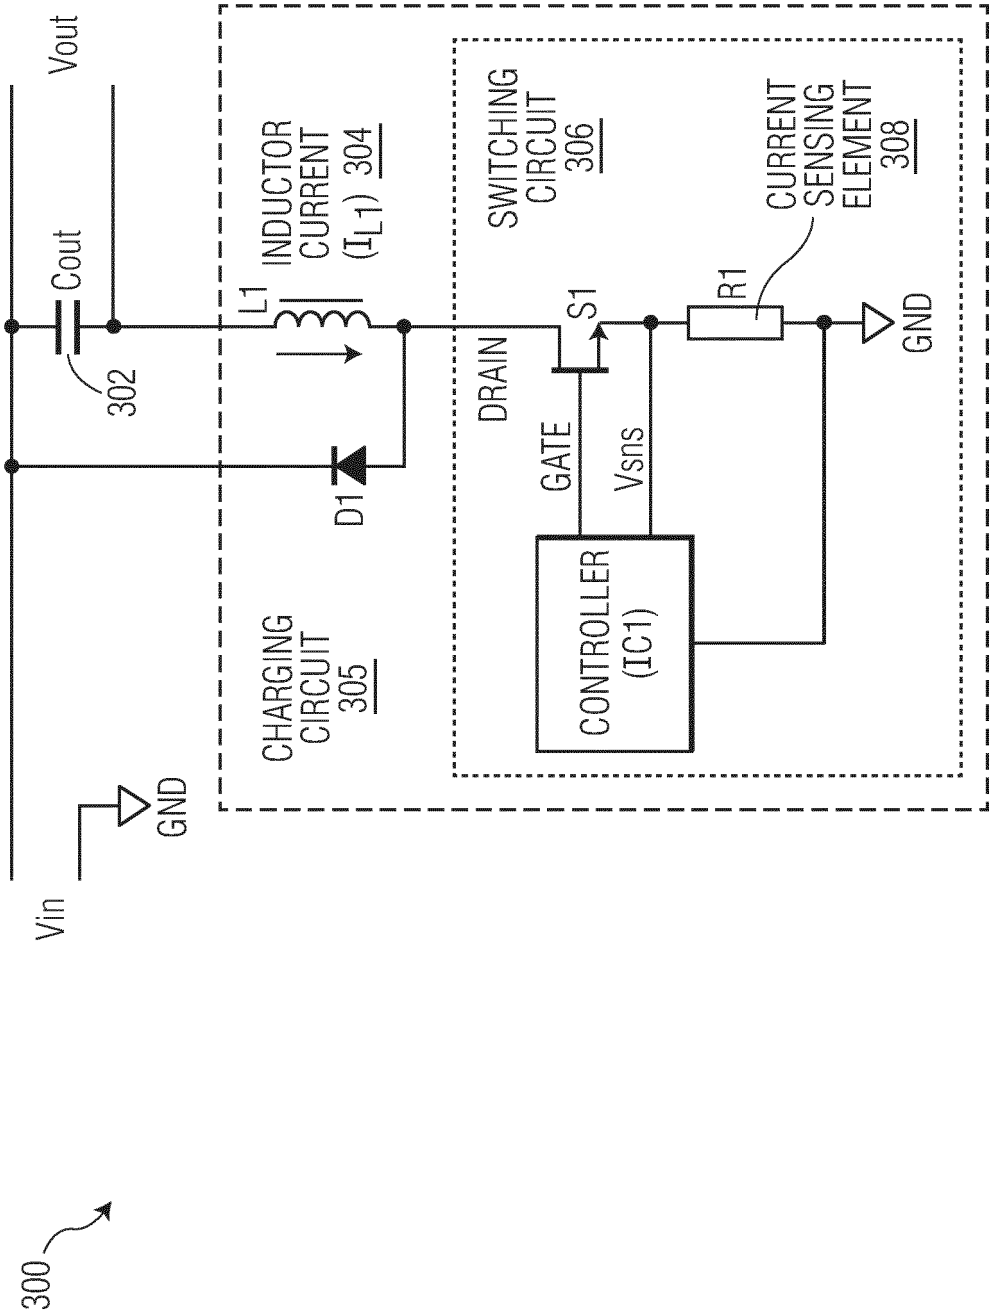 300
Vin
GND
Vout
Cout
302
CHARGING
CIRCUIT
305
D1
L1
INDUCTOR
CURRENT
(IL1) 304
DRAIN
SWITCHING
CIRCUIT
306
GATE
S1
Vsns
CONTROLLER
(IC1)
R1
CURRENT
SENSING
ELEMENT
308
GND